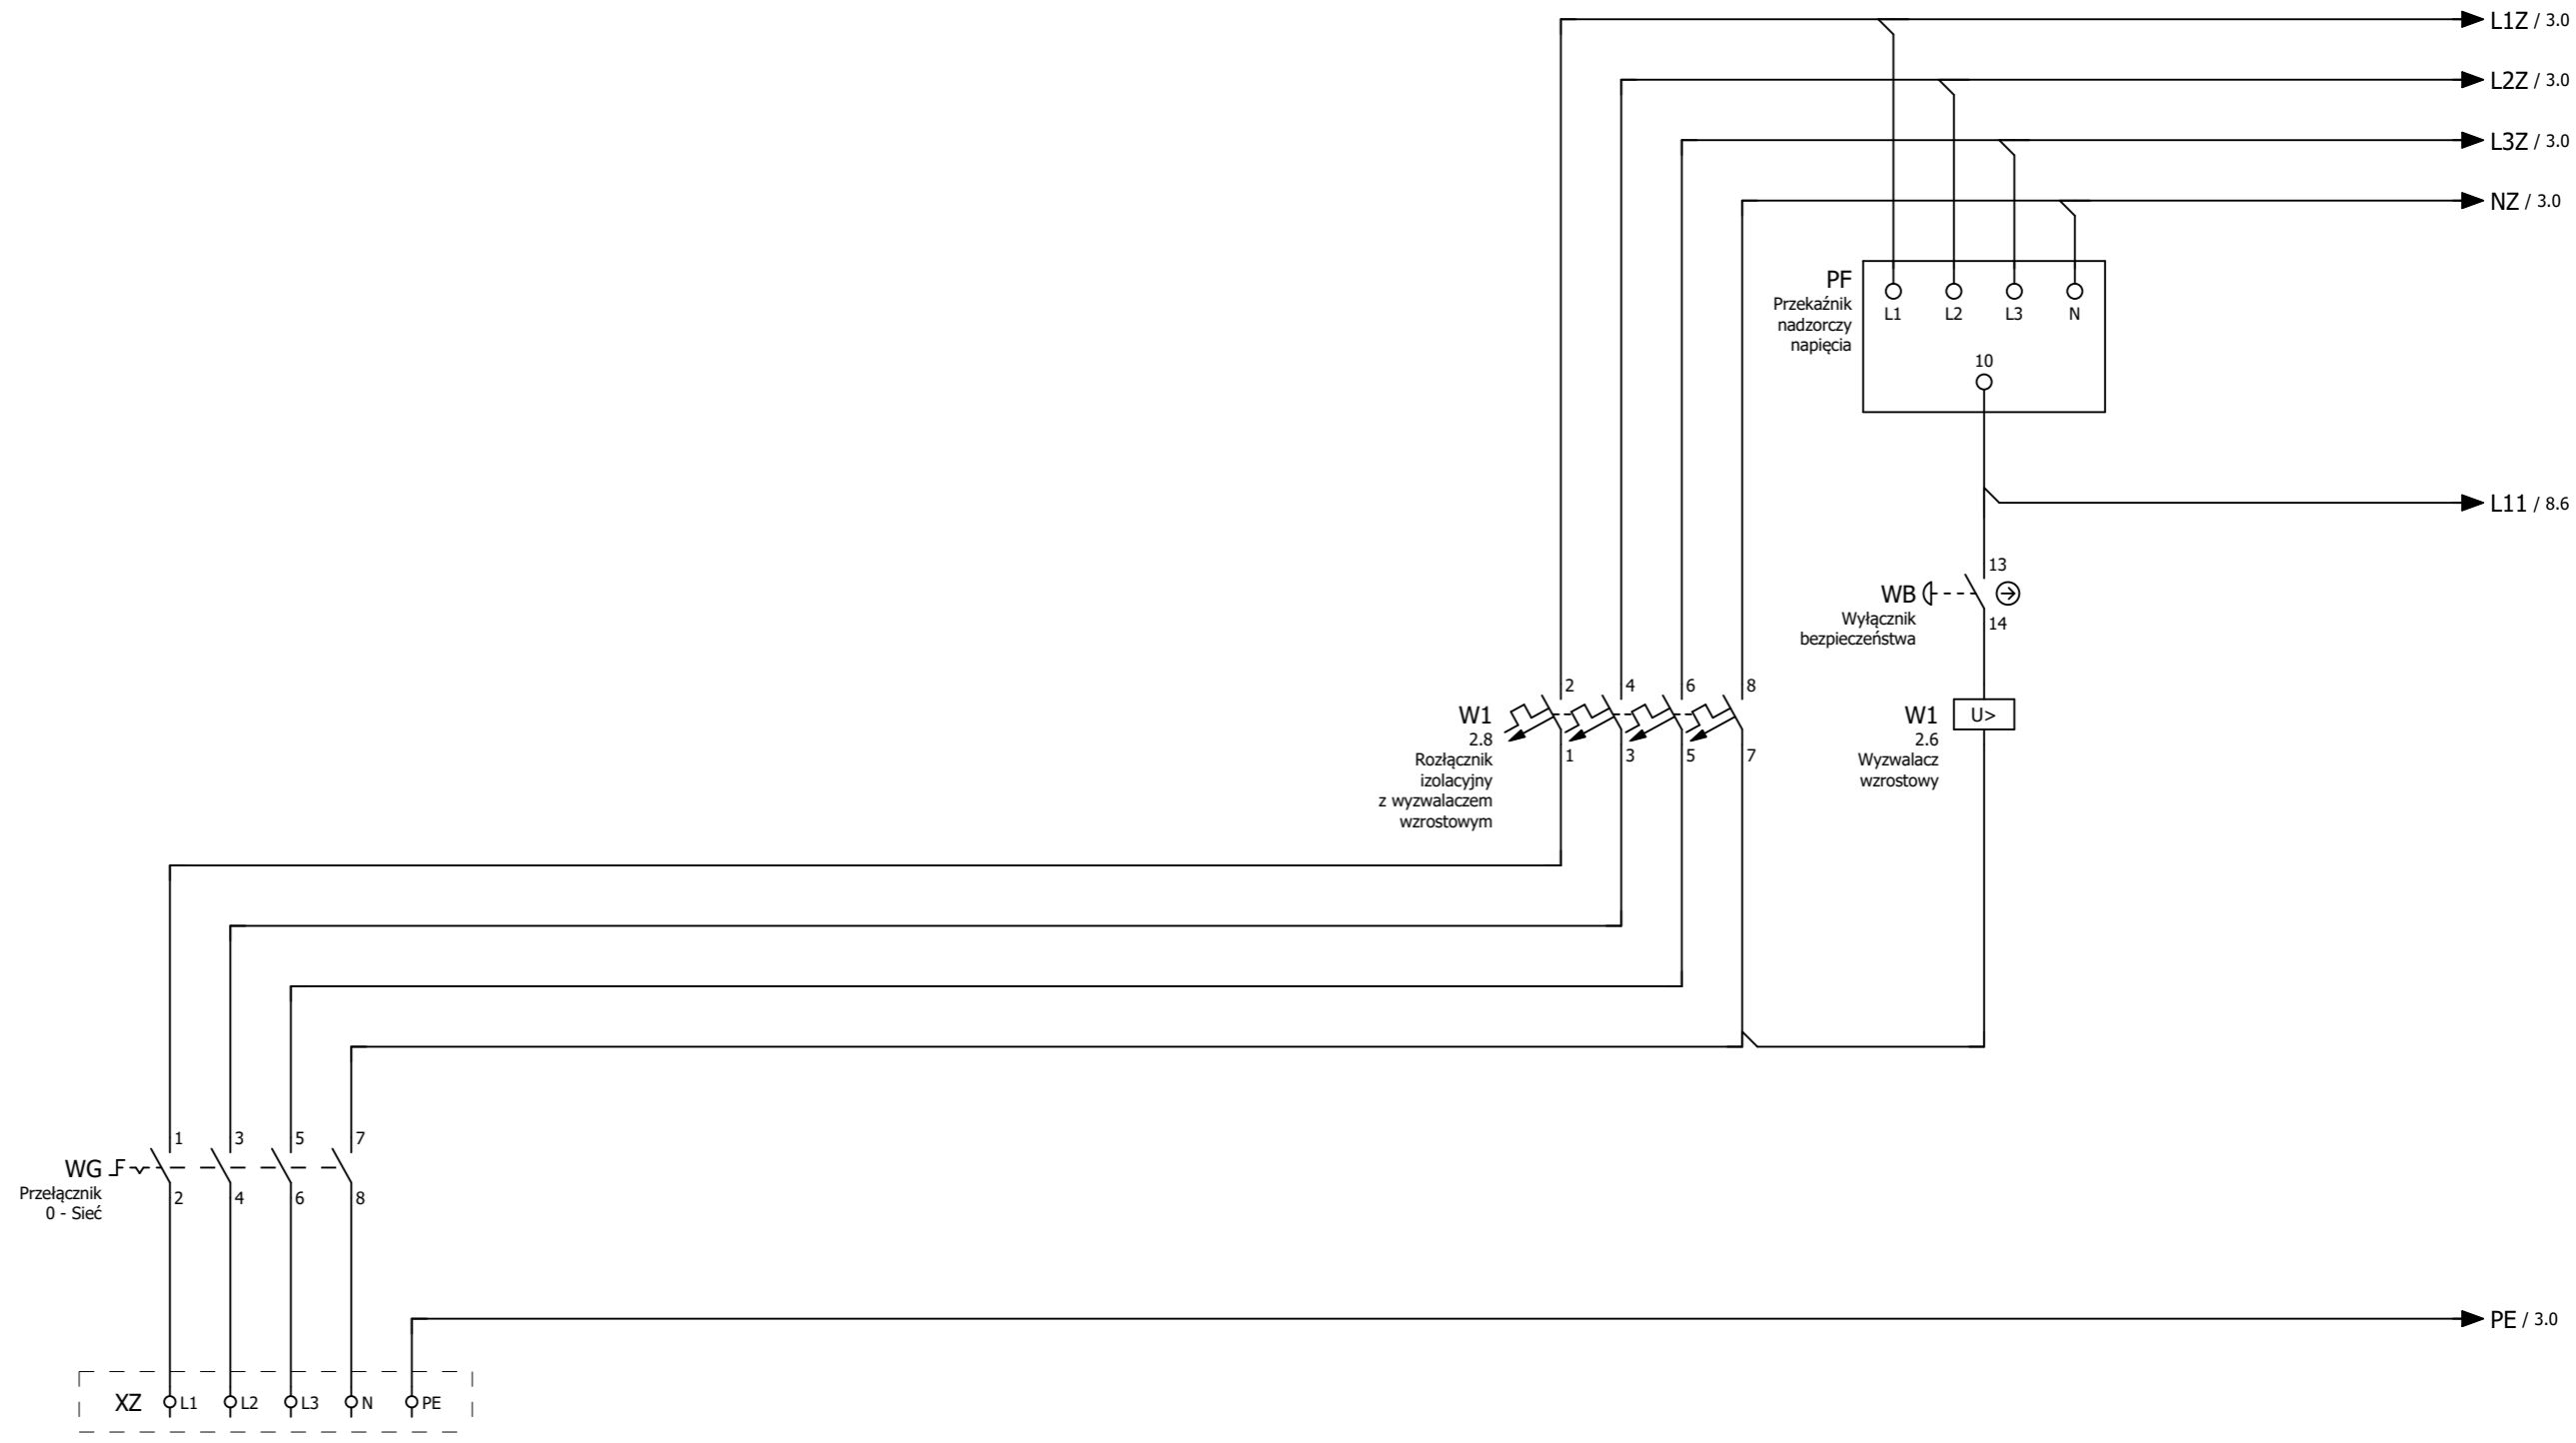 L1Z / 3.0
L2Z / 3.0
L3Z / 3.0
NZ / 3.0
PF
Przekaźnik
nadzorczy
napięcia
L1 L2 L3 N
10
L11 / 8.6
13
WB
Wyłącznik
bezpieczeństwa
14
2 4 6 8
W1
2.8
Rozłącznik
izolacyjny
z wyzwalaczem
wzrostowym
1 3 5 7
W1
2.6
Wyzwalacz
wzrostowy
U>
1 3 5 7
WG
Przełącznik
0 - Sieć
2 4 6 8
PE / 3.0
XZ L1 L2 L3 N PE